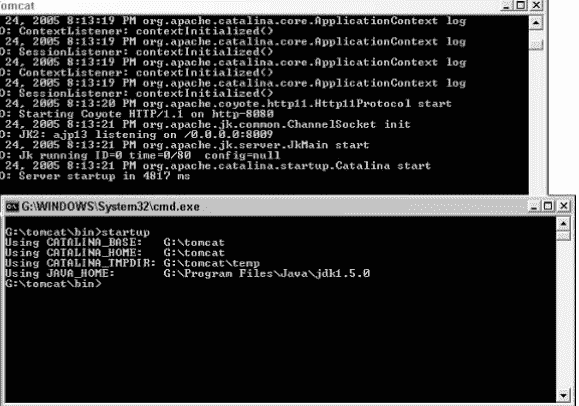 omcat
24, 2005 8:13:19 PM org.apache.catalina.core.ApplicationContext log
O: ContextListener: contextInitialized()
24, 2005 8:13:19 PM org.apache.catalina.core.ApplicationContext log
O: SessionListener: contextInitialized()
24, 2005 8:13:19 PM org.apache.catalina.core.ApplicationContext log
O: ContextListener: contextInitialized()
24, 2005 8:13:19 PM org.apache.catalina.core.ApplicationContext log
O: SessionListener: contextInitialized()
24, 2005 8:13:20 PM org.apache.coyote.http11.Http11Protocol start
O: Starting Coyote HTTP/1.1 on http-8080
24, 2005 8:13:21 PM org.apache.jk.common.ChannelSocket init
O: JK2: ajp13 listening on /0.0.0.0:8009
24, 2005 8:13:21 PM org.apache.jk.server.JkMain start
O: Jk running ID=0 time=0/80  config=null
24, 2005 8:13:21 PM org.apache.catalina.startup.Catalina start
O: Server startup in 4817 ms
G:\WINDOWS\System32\cmd.exe
G:\tomcat\bin>startup
Using CATALINA_BASE:   G:\tomcat
Using CATALINA_HOME:   G:\tomcat
Using CATALINA_TMPDIR: G:\tomcat\temp
Using JAVA_HOME:       G:\Program Files\Java\jdk1.5.0
G:\tomcat\bin>